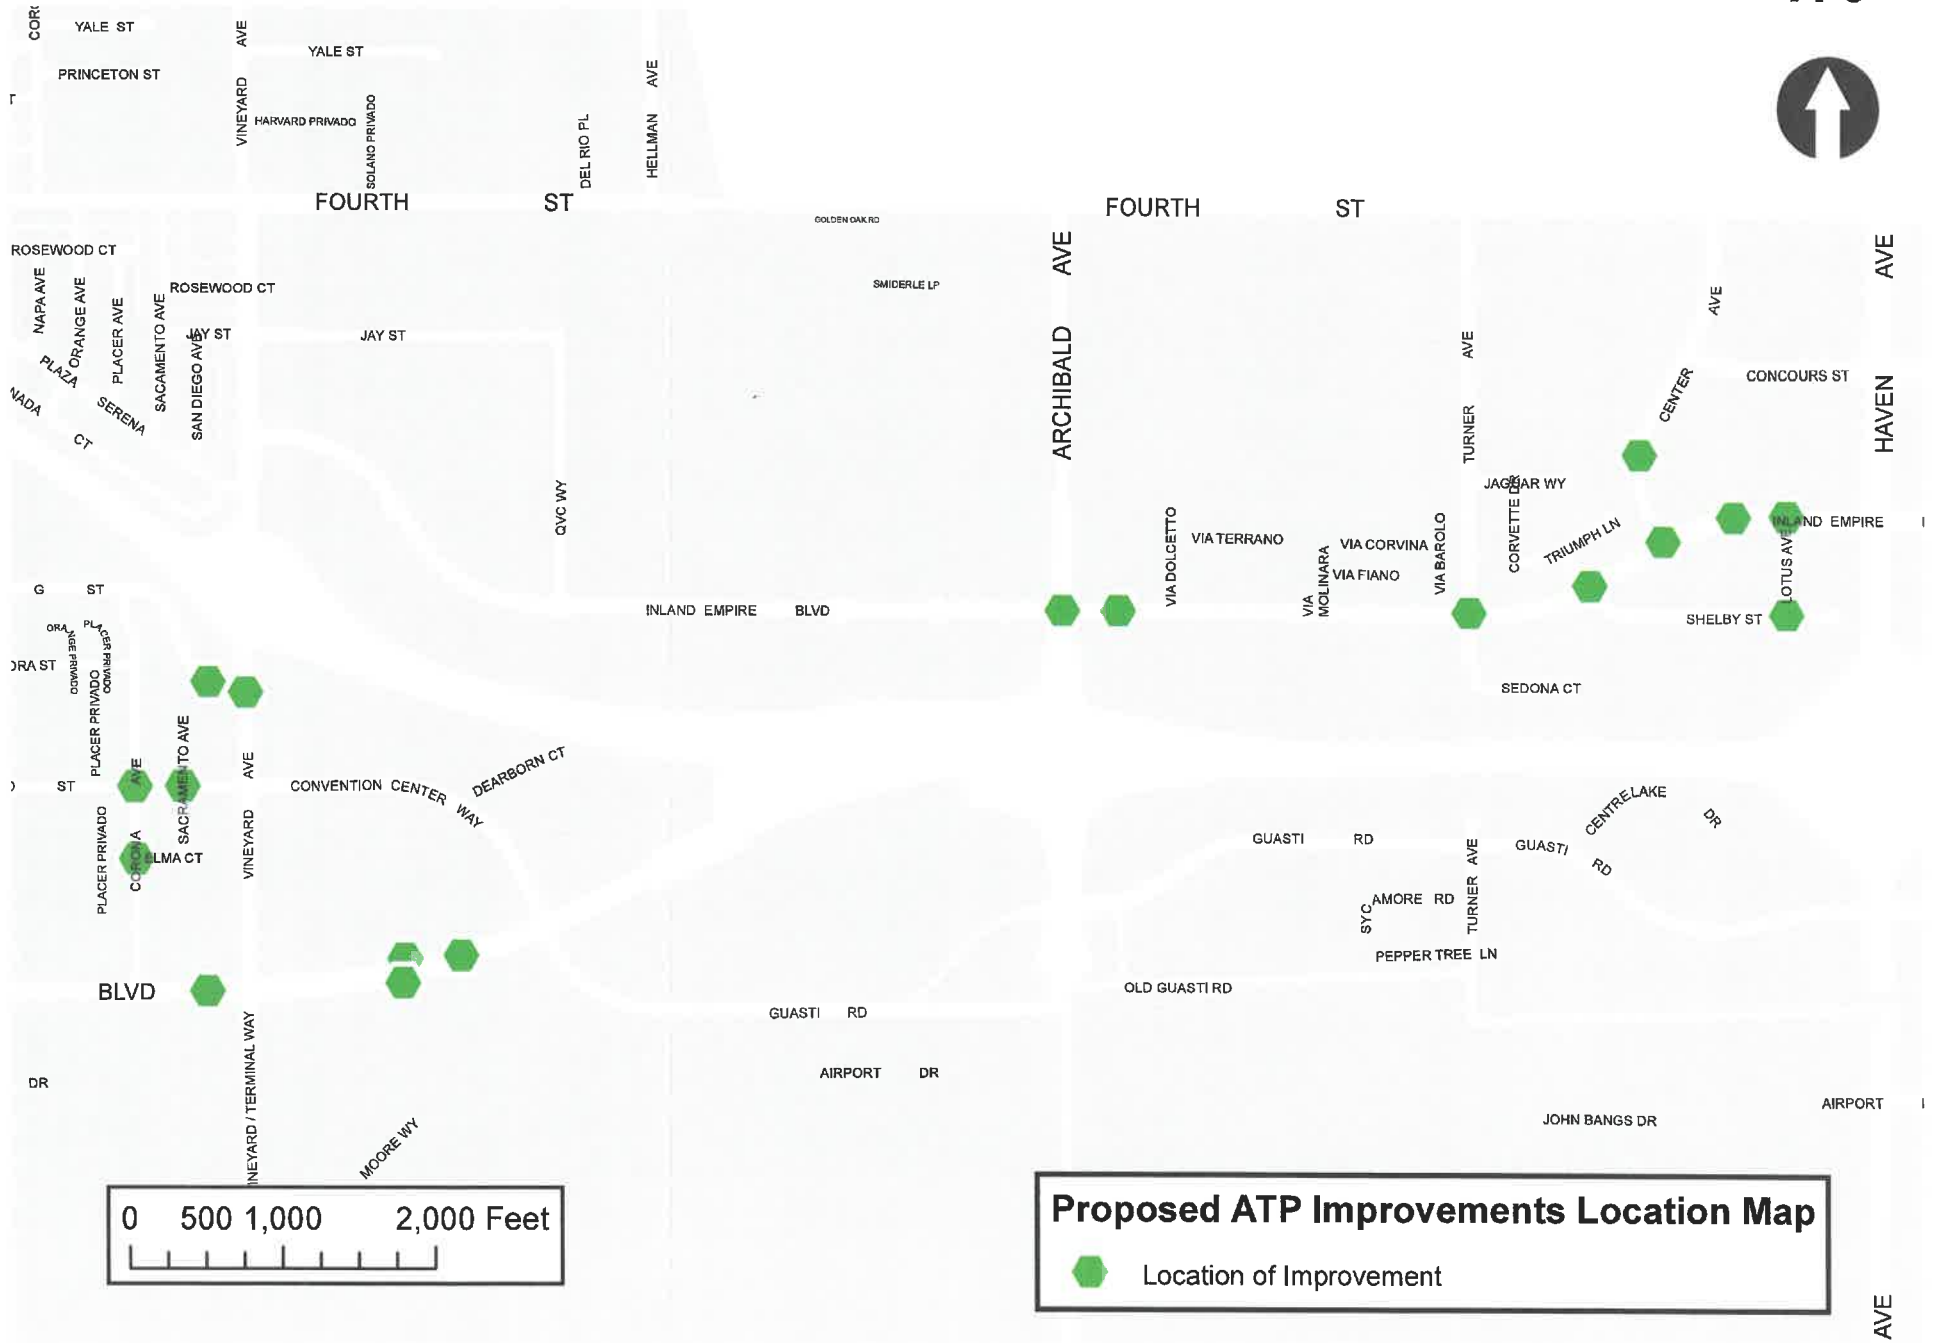 YALE ST
AVE
YALE ST
PRINCETON ST
VINEYARD
HARVARD PRIVADO
SOLANO PRIVADO
DEL RIO PL
HELLMAN AVE
FOURTH ST
FOURTH ST
GOLDEN OAK RD
ROSEWOOD CT
ROSEWOOD CT
SMIDERLE LP
NAPA AVE
ORANGE AVE
PLACER AVE
SACAMENTO AVE
SAN DIEGO AVE
JAY ST
JAY ST
PLAZA SERENA
NADA CT
ARCHIBALD AVE
TURNER AVE
CENTER AVE
HAVEN AVE
CONCOURS ST
QVC WY
JAGUAR WY
CORVETTE DR
TRIUMPH LN
INLAND EMPIRE
LOTUS AVE
VIA DOLCETTO
VIA TERRANO
VIA MOLINARA
VIA CORVINA
VIA FIANO
VIA BAROLO
G ST
INLAND EMPIRE BLVD
SHELBY ST
ORANGE PRIVADO
PLACER PRIVADO
ORA ST
PLACER PRIVADO
SEDONA CT
SACRAMENTO AVE
CORONA AVE
VINEYARD AVE
ST
CONVENTION CENTER WAY
DEARBORN CT
CENTRELAKE DR
PLACER PRIVADO
ELMA CT
GUASTI RD
TURNER AVE
GUASTI RD
SYC
AMORE RD
PEPPER TREE LN
OLD GUASTI RD
BLVD
GUASTI RD
INEYARD / TERMINAL WAY
AIRPORT DR
DR
MOORE WY
JOHN BANGS DR
AIRPORT
0 500 1,000 2,000 Feet
Proposed ATP Improvements Location Map
Location of Improvement
AVE